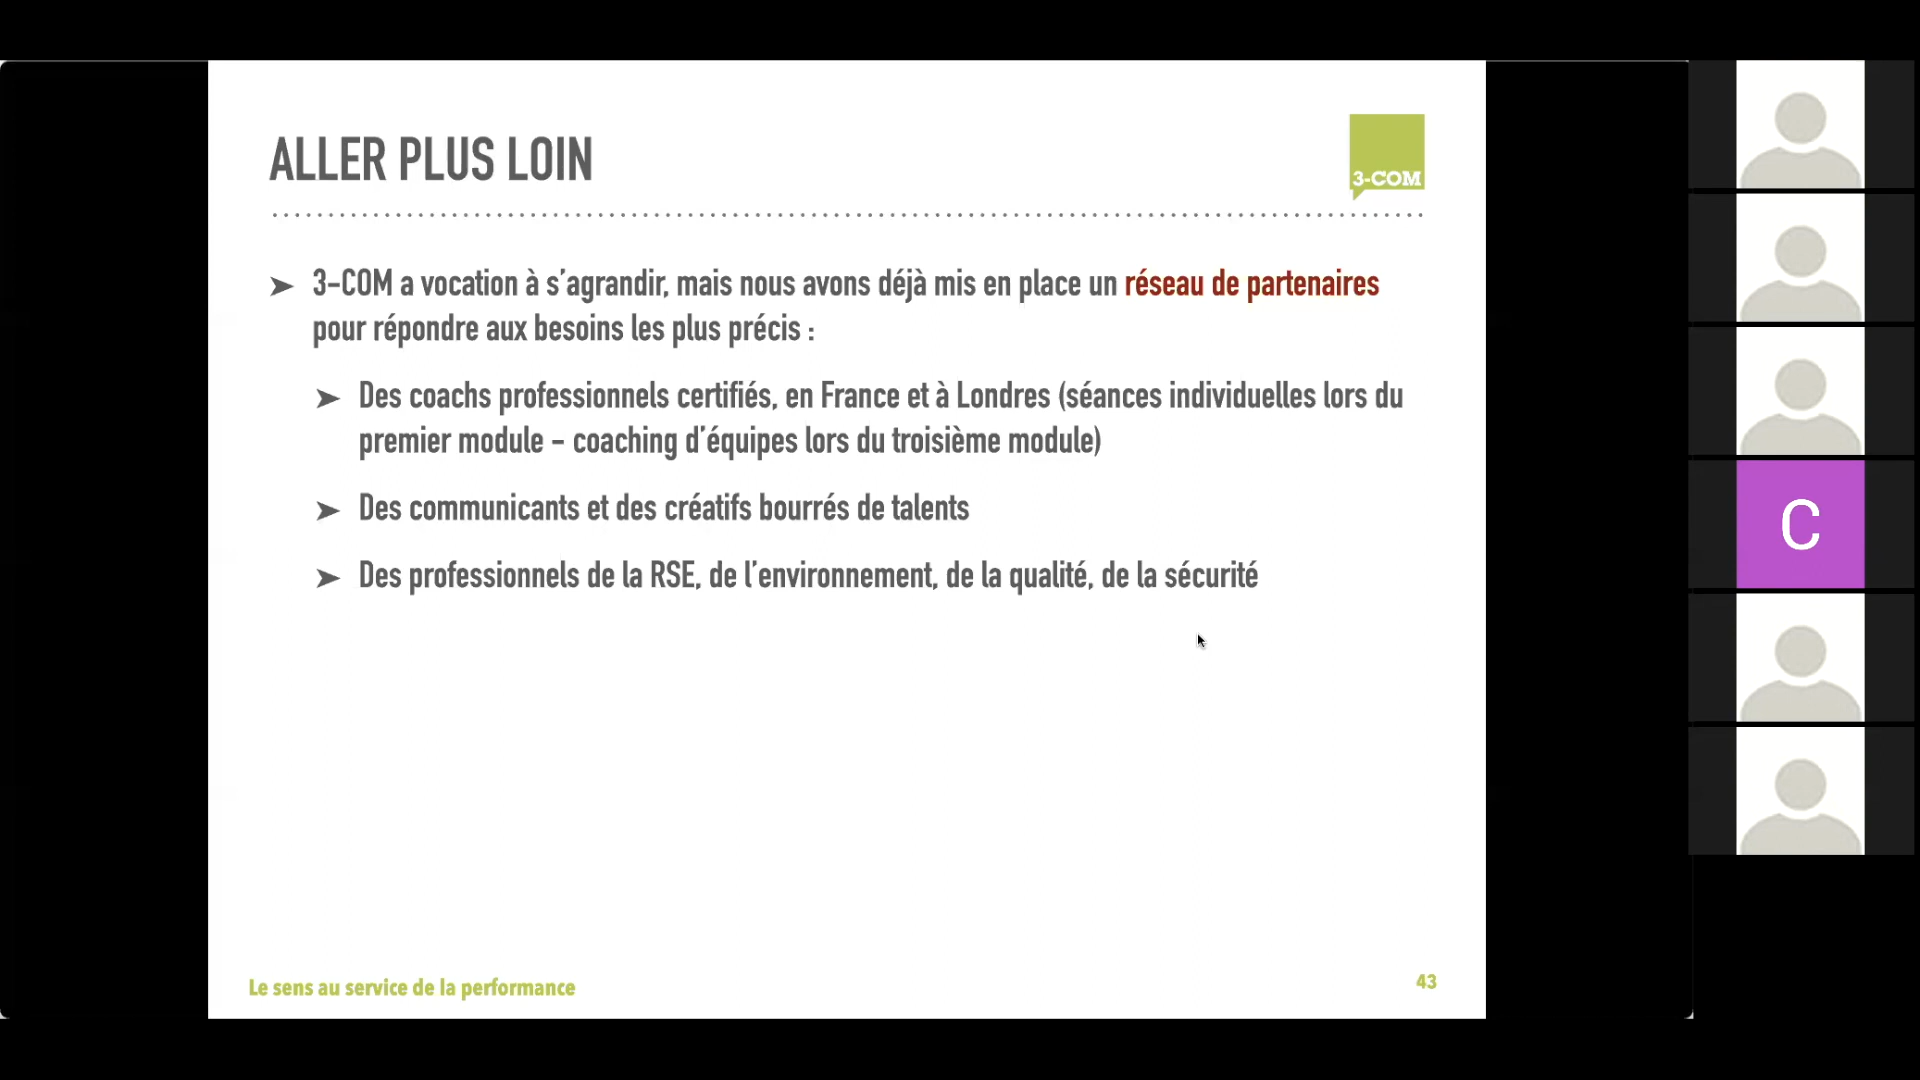 ALLER PLUS LOIN
3-COM
➤ 3-COM a vocation à s’agrandir, mais nous avons déjà mis en place un réseau de partenaires
pour répondre aux besoins les plus précis :
➤ Des coachs professionnels certifiés, en France et à Londres (séances individuelles lors du
premier module – coaching d’équipes lors du troisième module)
➤ Des communicants et des créatifs bourrés de talents
➤ Des professionnels de la RSE, de l’environnement, de la qualité, de la sécurité
C
Le sens au service de la performance
43